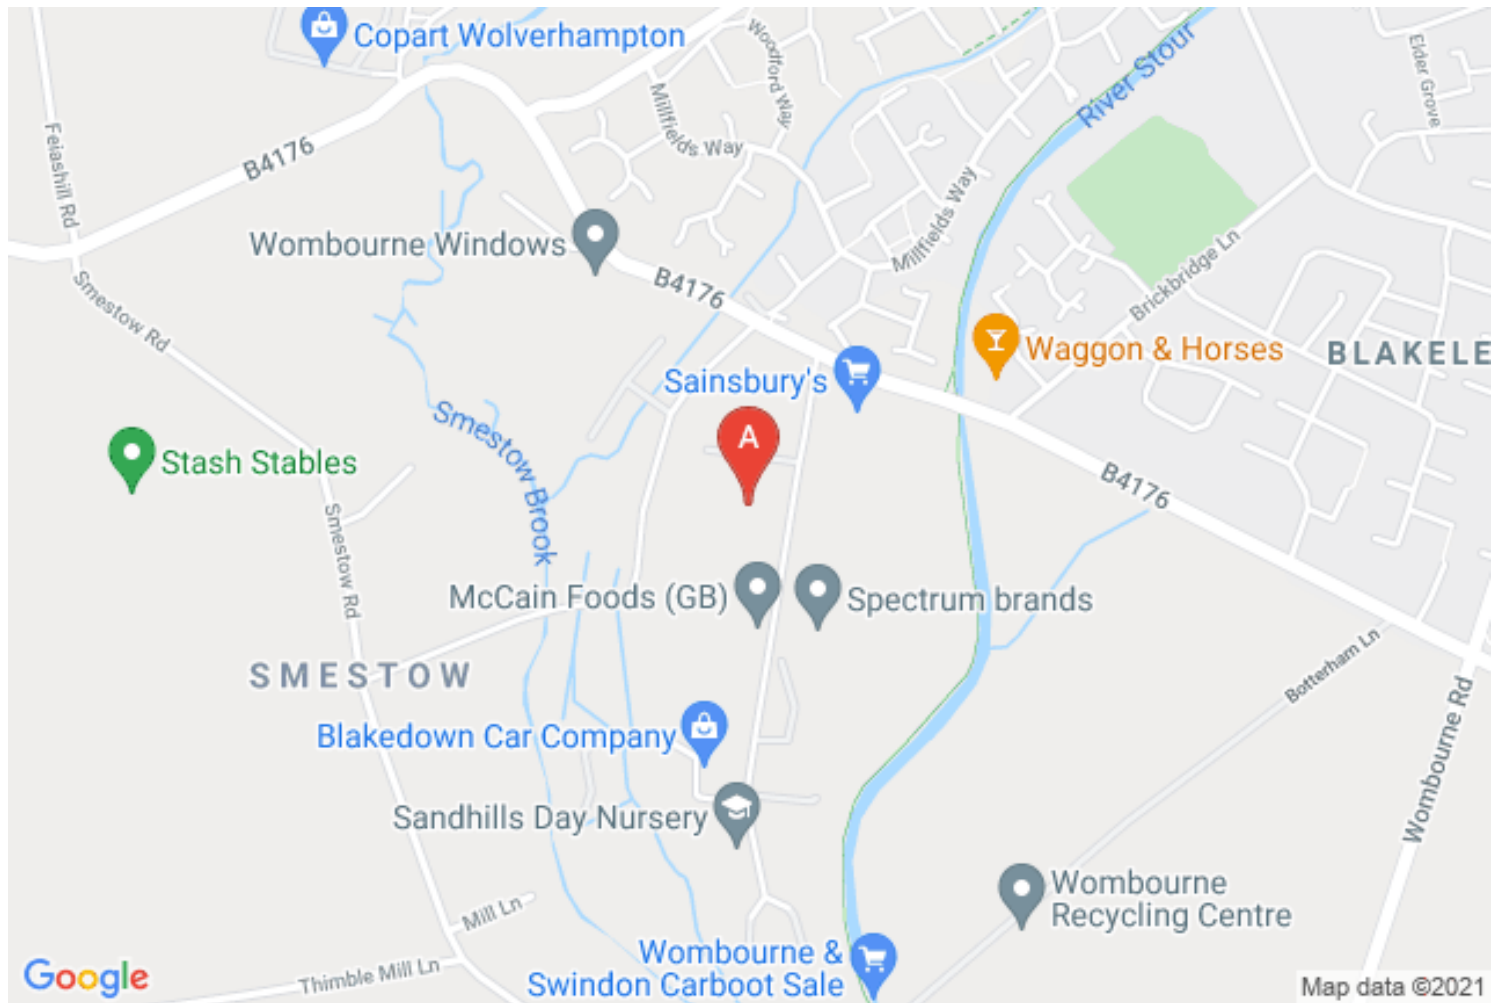 Copart Wolverhampton
River Stour
Elder Grove
Woodford Way
Millfields Way
Feiashill Rd
B4176
Millfields Way
Wombourne Windows
B4176
Brickbridge Ln
Smestow Rd
Waggon & Horses
BLAKELE
Sainsbury's
A
Smestow Brook
Stash Stables
B4176
Smestow Rd
McCain Foods (GB)
Spectrum brands
SMESTOW
Botterham Ln
Wombourne Rd
Blakedown Car Company
Sandhills Day Nursery
Wombourne
Recycling Centre
Mill Ln
Thimble Mill Ln
Wombourne &
Swindon Carboot Sale
Google
Map data ©2021